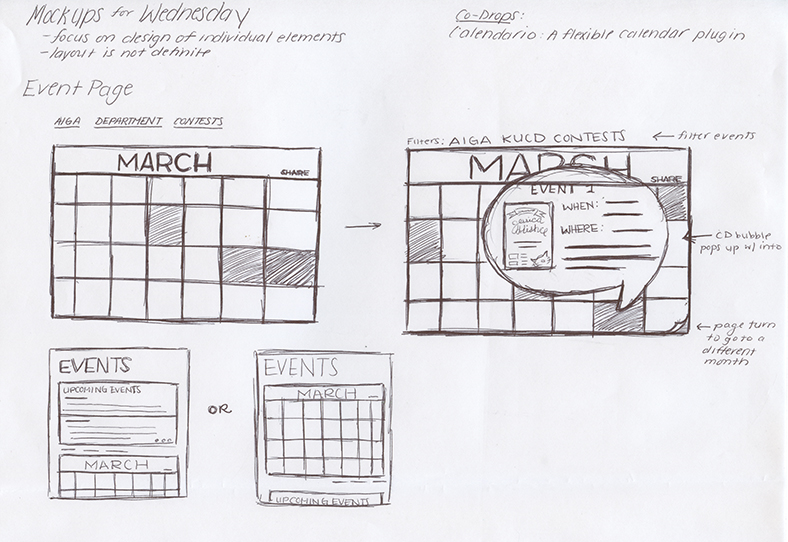 Mockups for Wednesday
- focus on design of individual elements
- layout is not definite
Co-Drops:
Calendario: A flexible calendar plugin
Event Page
AIGA DEPARTMENT CONTESTS
MARCH
SHARE
Filters: AIGA KUCD CONTESTS
← filter events
MARCH
SHARE
EVENT 1
WHEN:
WHERE:
← CD bubble
pops up w/ info
← page turn
to go to a
different
month
EVENTS
UPCOMING EVENTS
MARCH
OR
EVENTS
MARCH
UPCOMING EVENTS